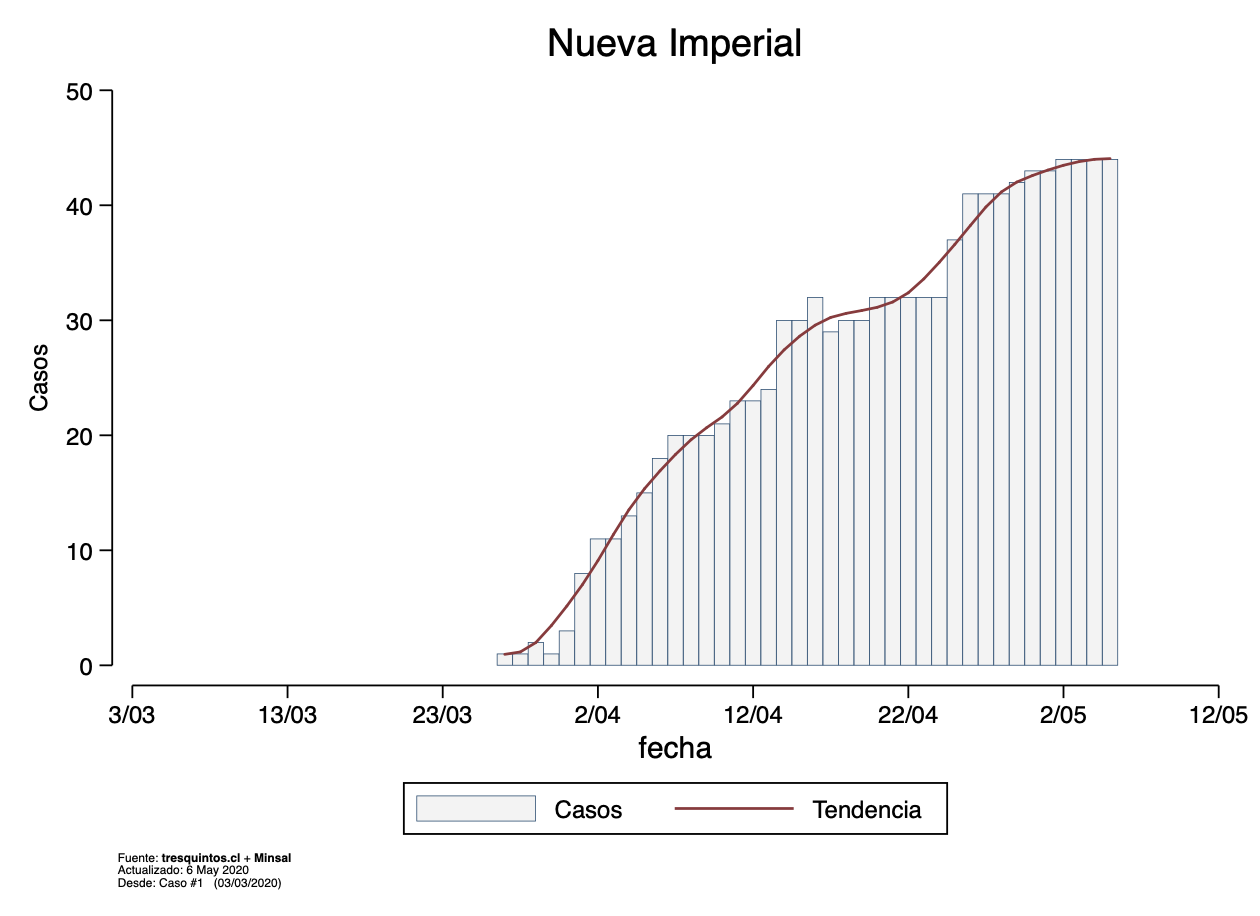 Nueva Imperial
50
40
30
20
10
0
Casos
3/03 13/03 23/03 2/04 12/04 22/04 2/05 12/05
fecha
Casos Tendencia
Fuente: tresquintos.cl + Minsal
Actualizado: 6 May 2020
Desde: Caso #1 (03/03/2020)